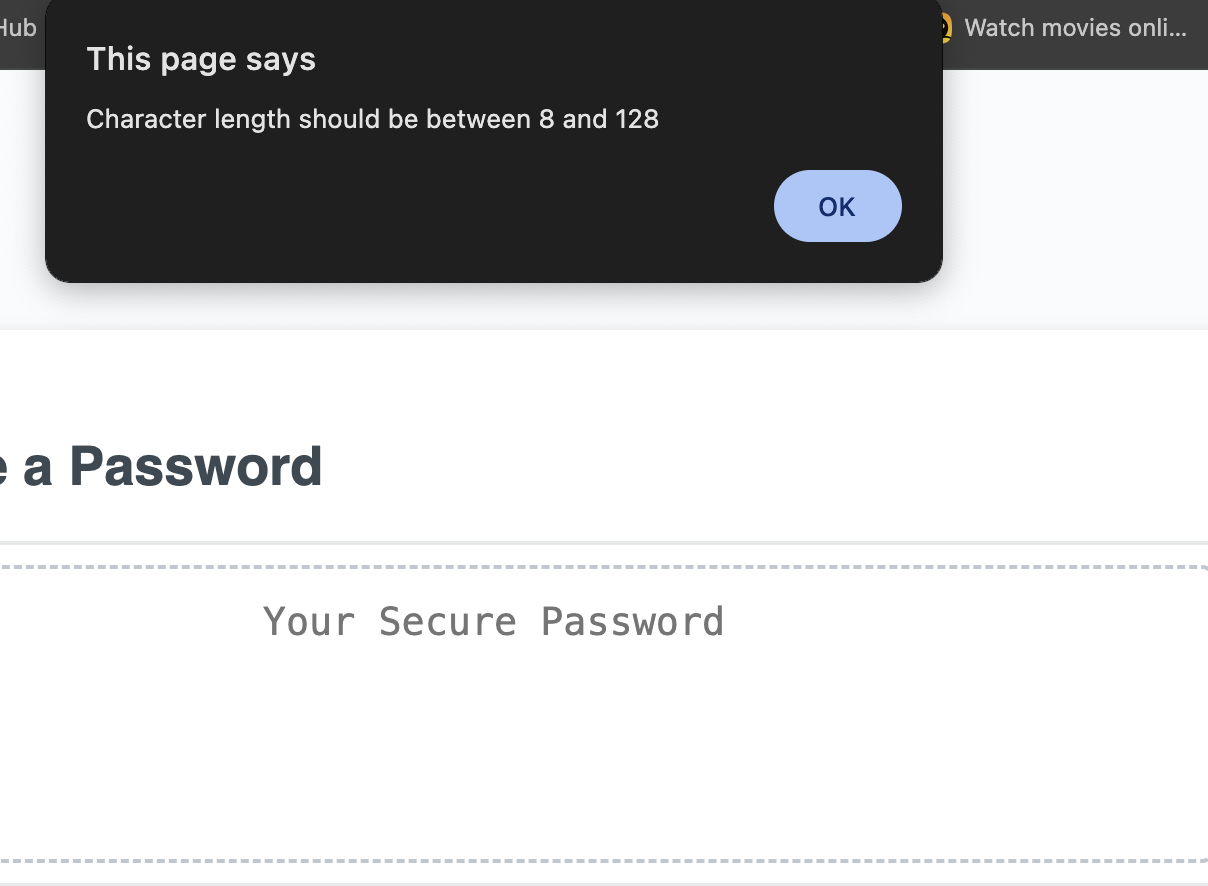 Hub
Watch movies onli...
This page says
Character length should be between 8 and 128
OK
e a Password
Your Secure Password